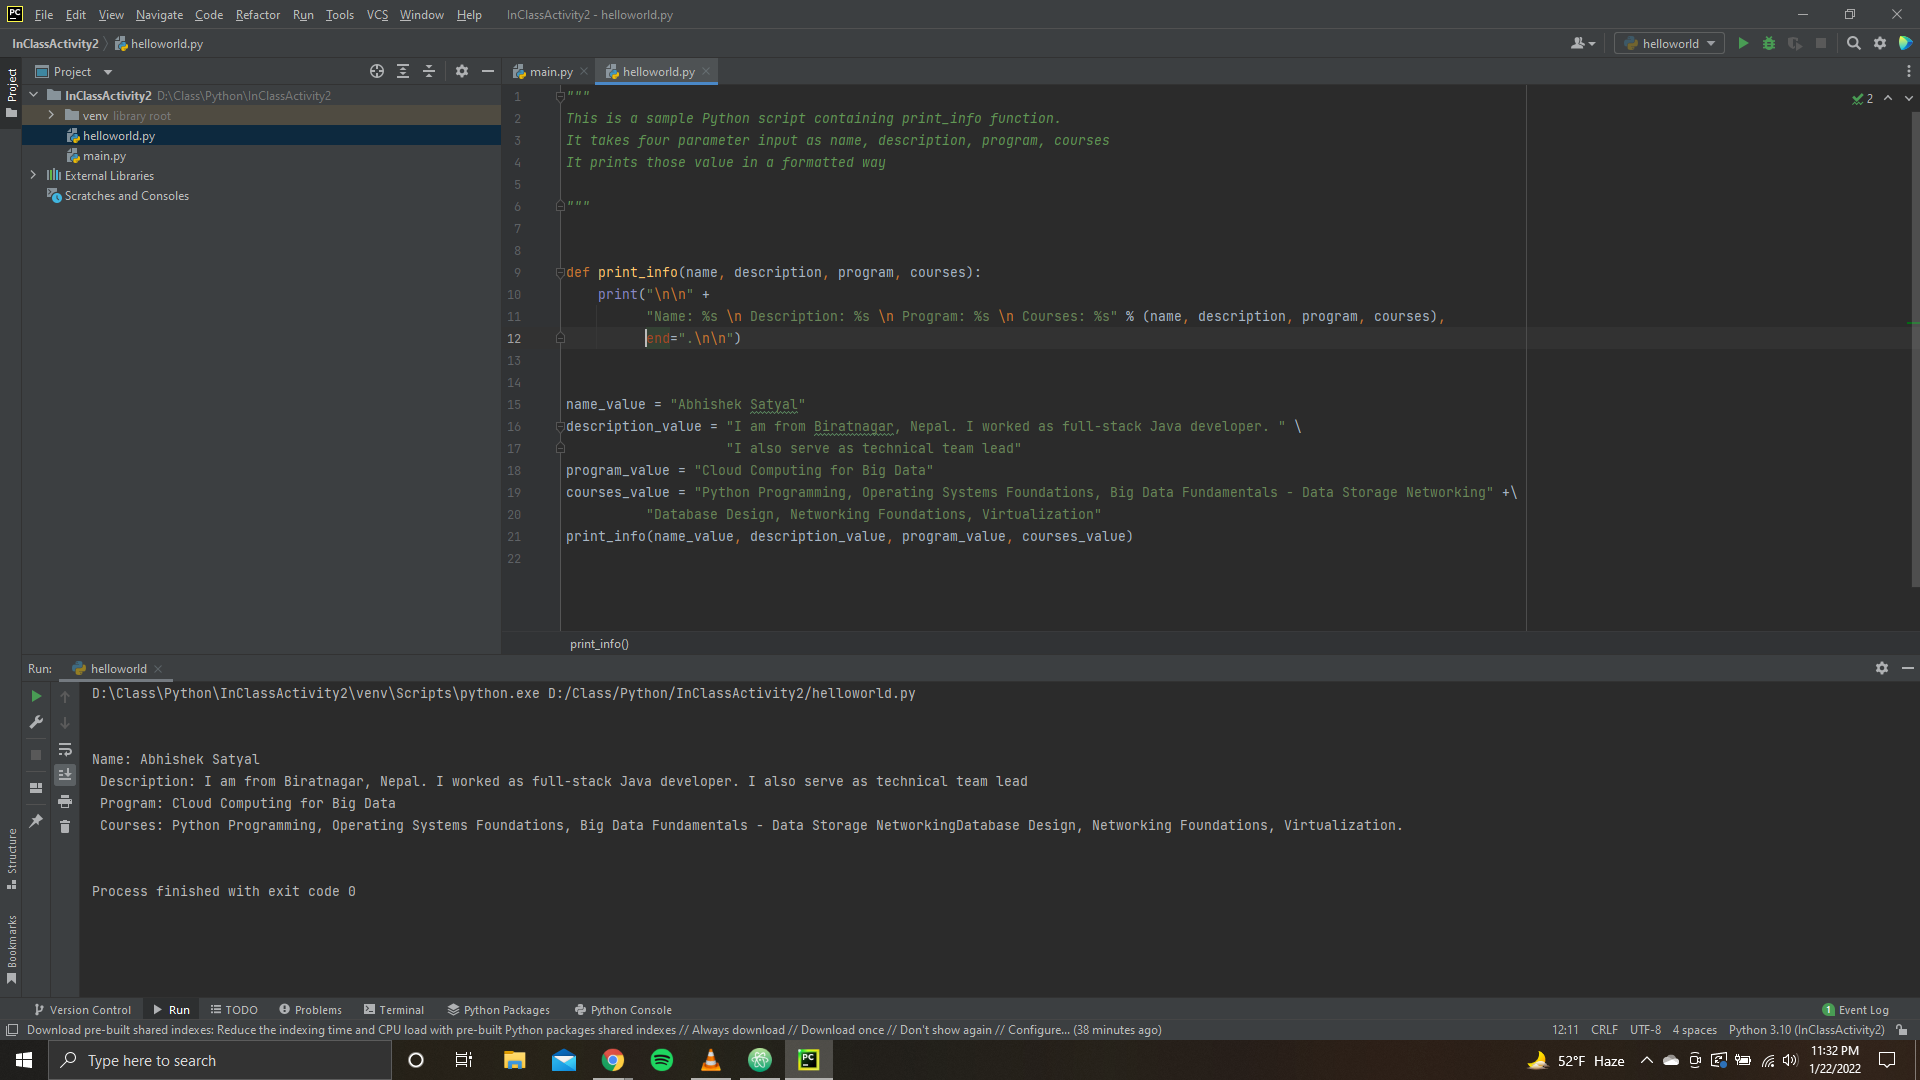 PC File Edit View Navigate Code Refactor Run Tools VCS Window Help InClassActivity2 - helloworld.py
InClassActivity2 helloworld.py helloworld
Project
Project
main.py helloworld.py
InClassActivity2 D:\Class\Python\InClassActivity2
venv library root
helloworld.py
main.py
External Libraries
Scratches and Consoles
2
1 """
2 This is a sample Python script containing print_info function.
3 It takes four parameter input as name, description, program, courses
4 It prints those value in a formatted way
5
6 """
7
8
9 def print_info(name, description, program, courses):
10 print("\n\n" +
11 "Name: %s \n Description: %s \n Program: %s \n Courses: %s" % (name, description, program, courses),
12 end=".\n\n")
13
14
15 name_value = "Abhishek Satyal"
16 description_value = "I am from Biratnagar, Nepal. I worked as full-stack Java developer. " \
17 "I also serve as technical team lead"
18 program_value = "Cloud Computing for Big Data"
19 courses_value = "Python Programming, Operating Systems Foundations, Big Data Fundamentals - Data Storage Networking" +\
20 "Database Design, Networking Foundations, Virtualization"
21 print_info(name_value, description_value, program_value, courses_value)
22
print_info()
Run: helloworld
D:\Class\Python\InClassActivity2\venv\Scripts\python.exe D:/Class/Python/InClassActivity2/helloworld.py
Name: Abhishek Satyal
Description: I am from Biratnagar, Nepal. I worked as full-stack Java developer. I also serve as technical team lead
Program: Cloud Computing for Big Data
Courses: Python Programming, Operating Systems Foundations, Big Data Fundamentals - Data Storage NetworkingDatabase Design, Networking Foundations, Virtualization.
Process finished with exit code 0
Structure
Bookmarks
Version Control Run TODO Problems Terminal Python Packages Python Console 1 Event Log
Download pre-built shared indexes: Reduce the indexing time and CPU load with pre-built Python packages shared indexes // Always download // Download once // Don't show again // Configure... (38 minutes ago) 12:11 CRLF UTF-8 4 spaces Python 3.10 (InClassActivity2)
Type here to search PC 52°F Haze
11:32 PM
1/22/2022